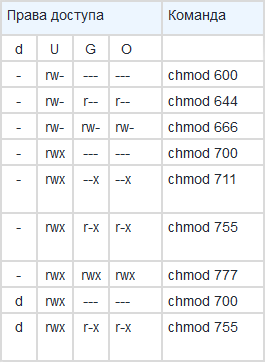 Права доступа Команда
d U G O
- rw- --- --- chmod 600
- rw- r-- r-- chmod 644
- rw- rw- rw- chmod 666
- rwx --- --- chmod 700
- rwx --x --x chmod 711
- rwx r-x r-x chmod 755
- rwx rwx rwx chmod 777
d rwx --- --- chmod 700
d rwx r-x r-x chmod 755